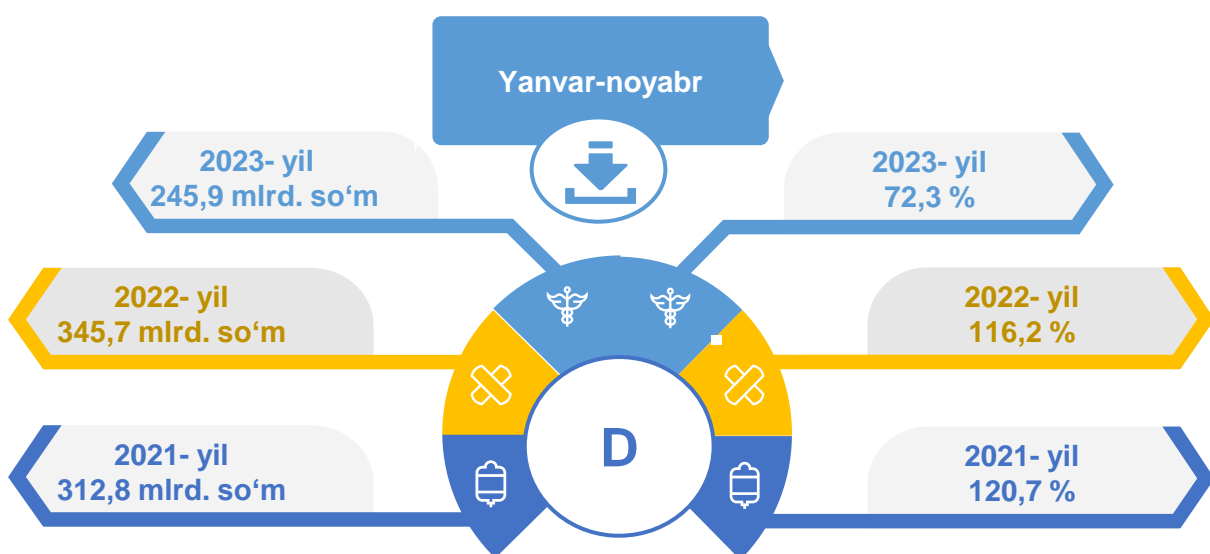 Yanvar-noyabr
2023- yil
245,9 mlrd. so‘m
2023- yil
72,3 %
2022- yil
345,7 mlrd. so‘m
2022- yil
116,2 %
D
2021- yil
312,8 mlrd. so‘m
2021- yil
120,7 %